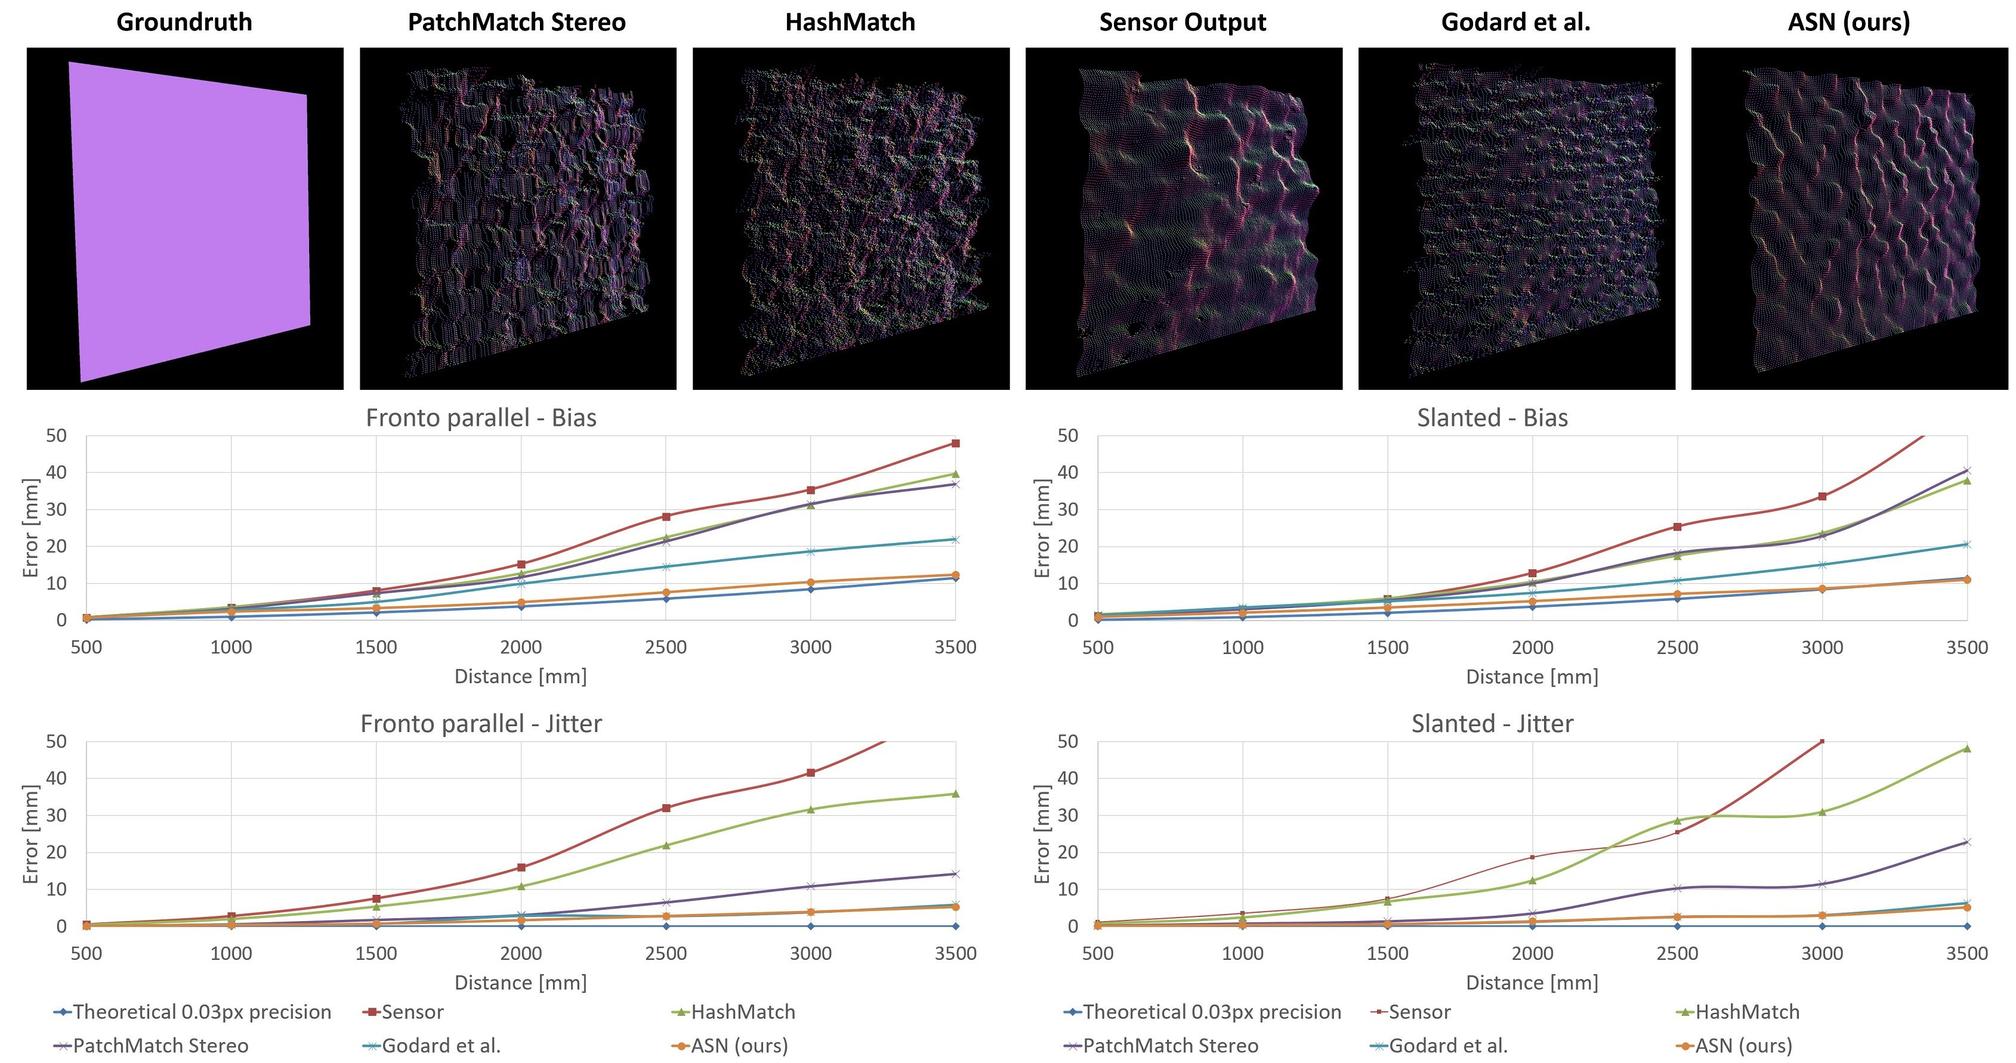 Groundruth PatchMatch Stereo HashMatch Sensor Output Godard et al. ASN (ours)
Fronto parallel - Bias
Error [mm]
50
40
30
20
10
0
500 1000 1500 2000 2500 3000 3500
Distance [mm]
Slanted - Bias
Error [mm]
50
40
30
20
10
0
500 1000 1500 2000 2500 3000 3500
Distance [mm]
Fronto parallel - Jitter
Error [mm]
50
40
30
20
10
0
500 1000 1500 2000 2500 3000 3500
Distance [mm]
Theoretical 0.03px precision Sensor HashMatch
PatchMatch Stereo Godard et al. ASN (ours)
Slanted - Jitter
Error [mm]
50
40
30
20
10
0
500 1000 1500 2000 2500 3000 3500
Distance [mm]
Theoretical 0.03px precision Sensor HashMatch
PatchMatch Stereo Godard et al. ASN (ours)